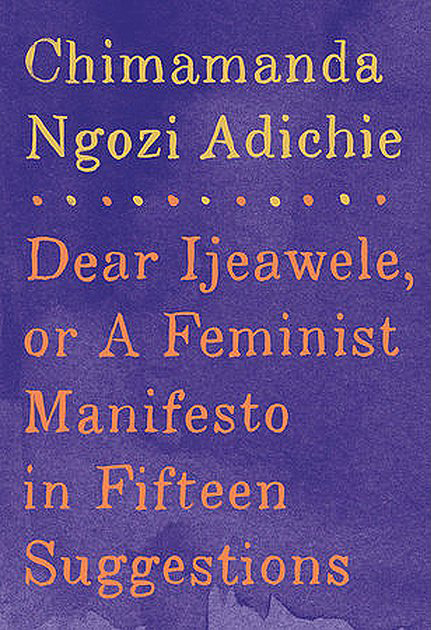 Chimamanda
Ngozi Adichie
Dear Ijeawele,
or A Feminist
Manifesto
in Fifteen
Suggestions